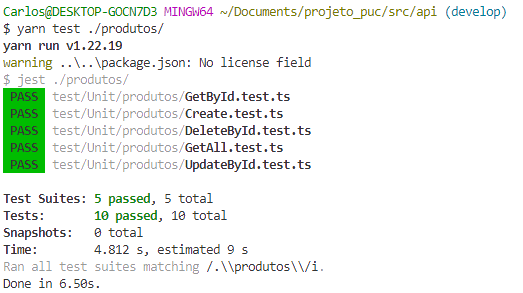 Carlos@DESKTOP-GOCN7D3 MINGW64 ~/Documents/projeto_puc/src/api (develop)
$ yarn test ./produtos/
yarn run v1.22.19
warning ..\..\package.json: No license field
$ jest ./produtos/
PASS test/Unit/produtos/GetById.test.ts
PASS test/Unit/produtos/Create.test.ts
PASS test/Unit/produtos/DeleteById.test.ts
PASS test/Unit/produtos/GetAll.test.ts
PASS test/Unit/produtos/UpdateById.test.ts
Test Suites: 5 passed, 5 total
Tests: 10 passed, 10 total
Snapshots: 0 total
Time: 4.812 s, estimated 9 s
Ran all test suites matching /.\\produtos\\/i.
Done in 6.50s.